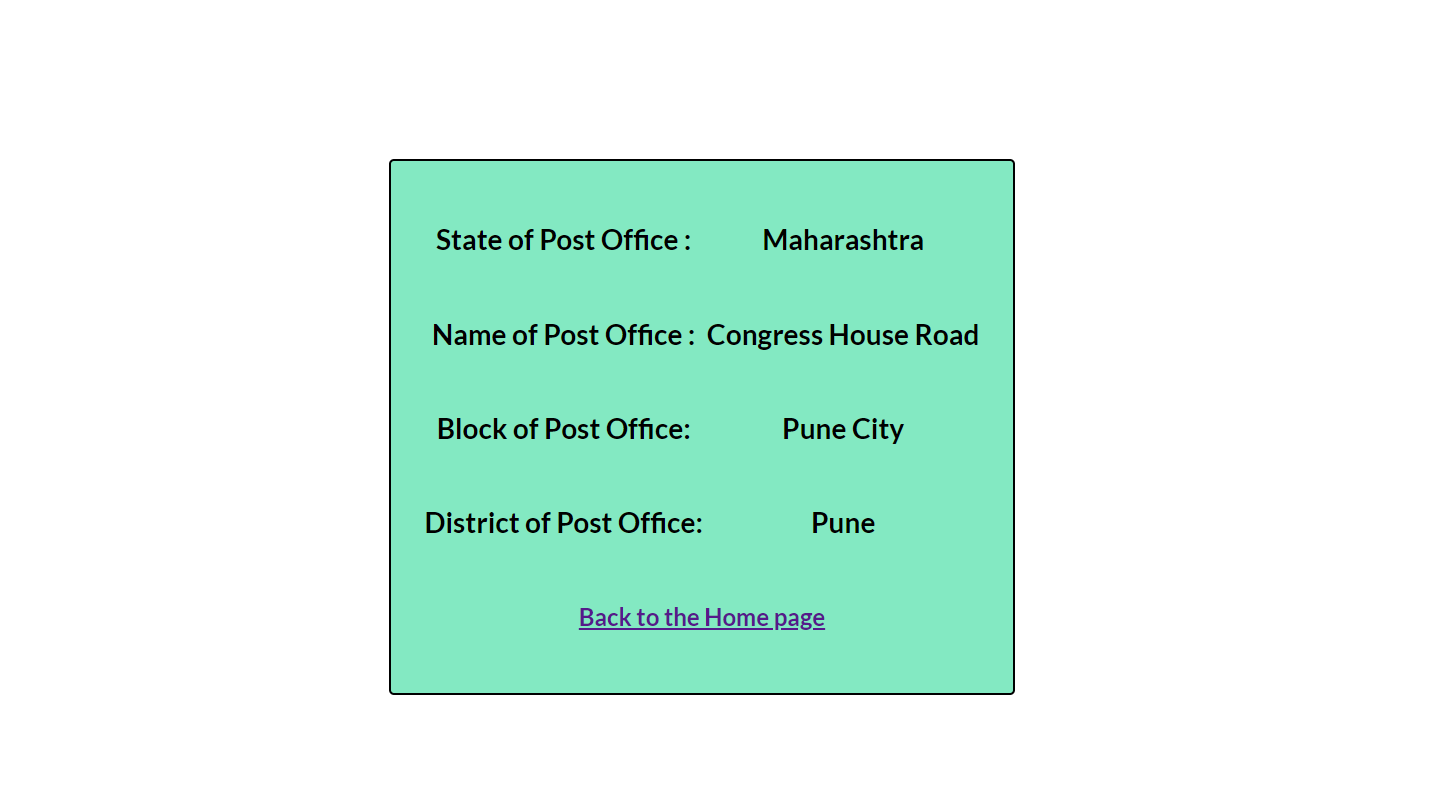 State of Post Office : Maharashtra
Name of Post Office : Congress House Road
Block of Post Office: Pune City
District of Post Office: Pune
Back to the Home page